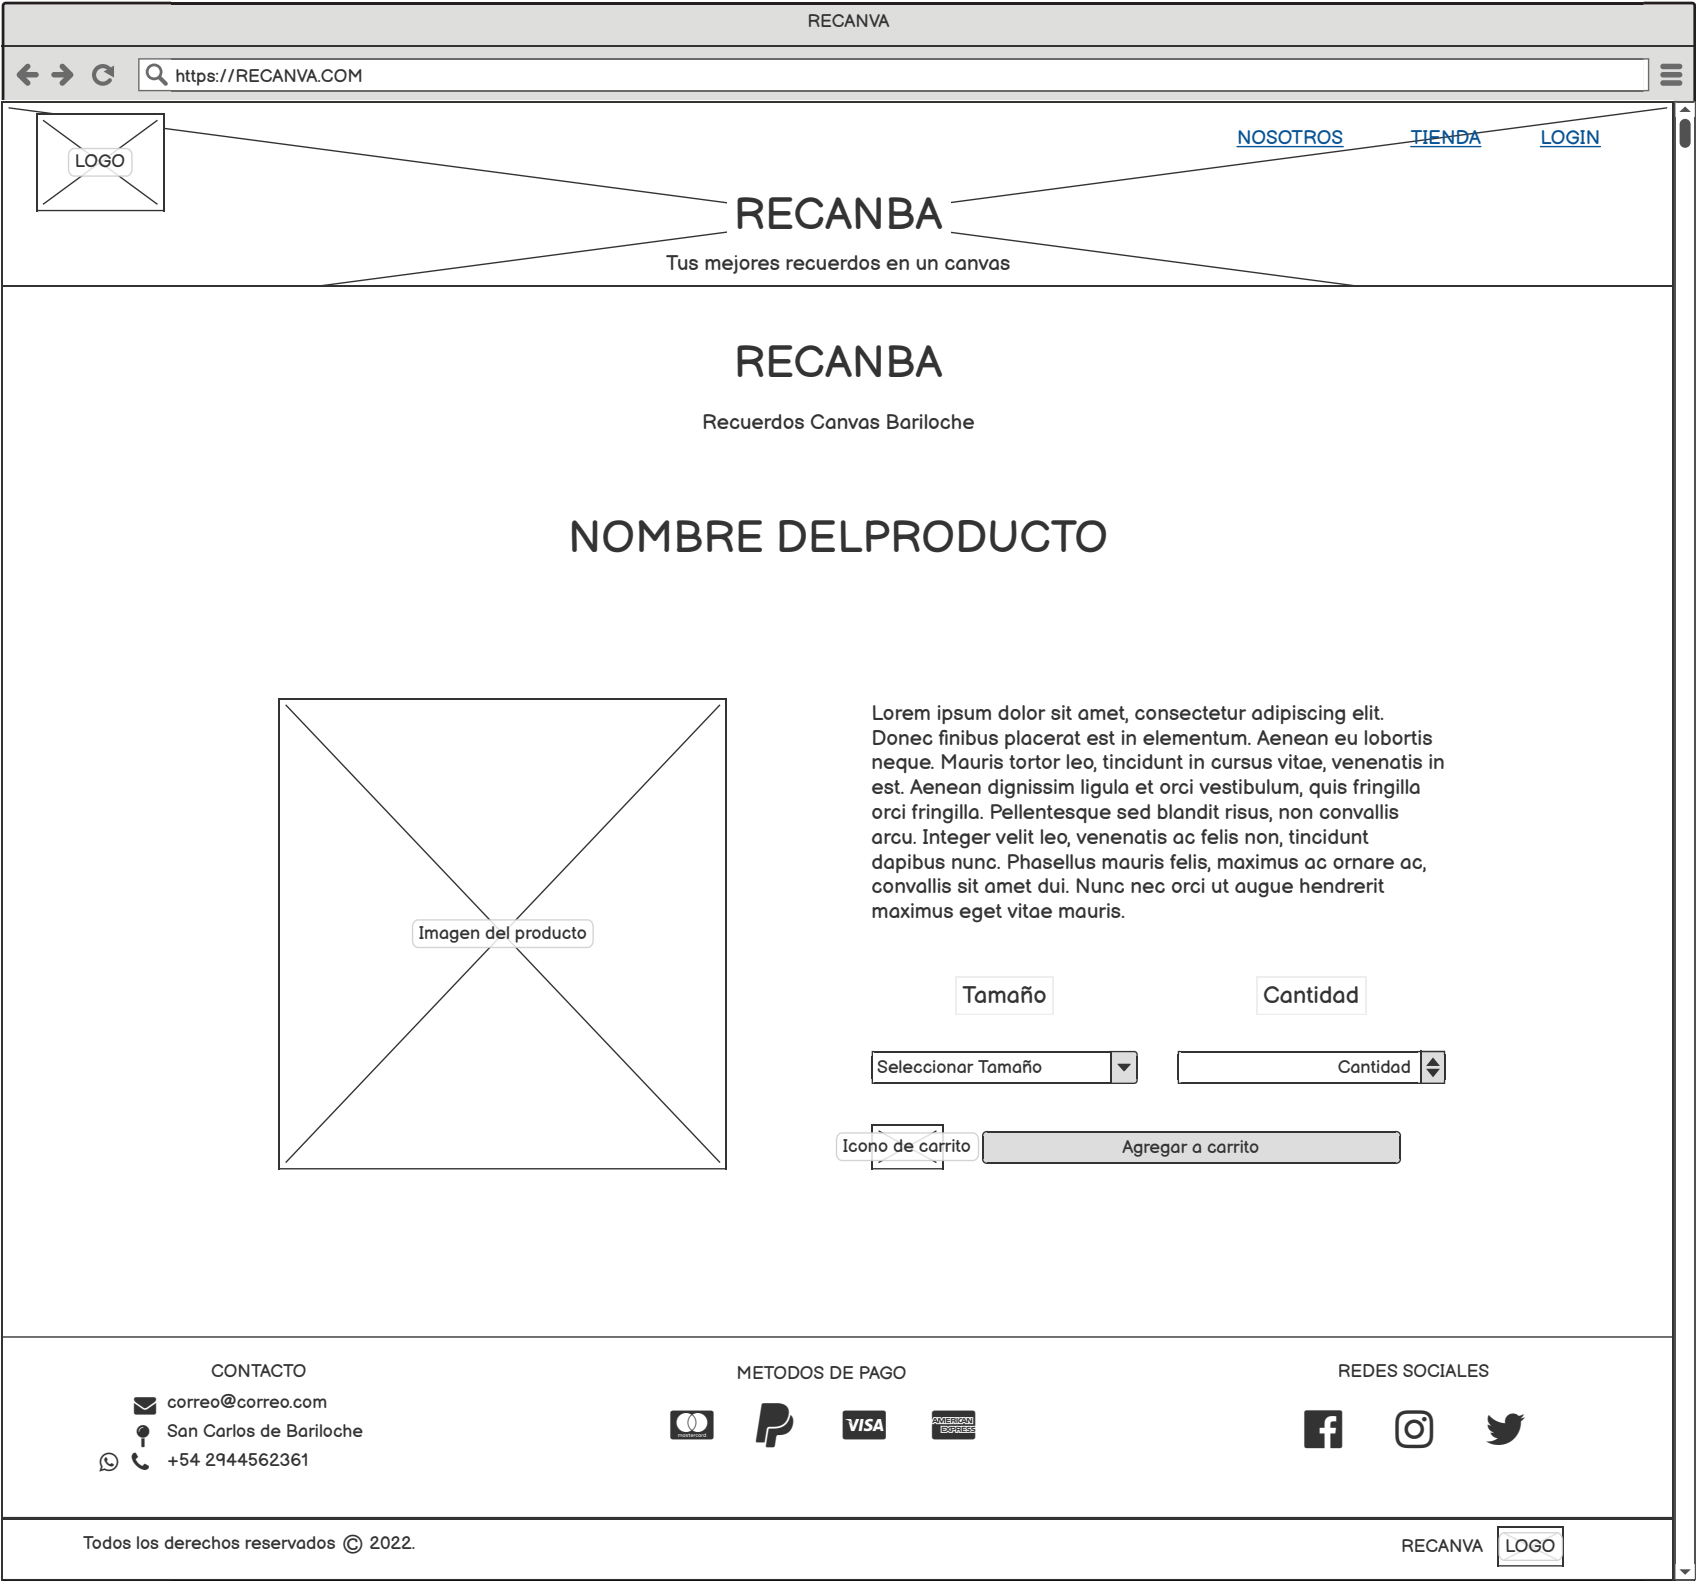 RECANVA
https://RECANVA.COM
LOGO
NOSOTROS
TIENDA
LOGIN
RECANBA
Tus mejores recuerdos en un canvas
RECANBA
Recuerdos Canvas Bariloche
NOMBRE DELPRODUCTO
Imagen del producto
Lorem ipsum dolor sit amet, consectetur adipiscing elit.
Donec finibus placerat est in elementum. Aenean eu lobortis
neque. Mauris tortor leo, tincidunt in cursus vitae, venenatis in
est. Aenean dignissim ligula et orci vestibulum, quis fringilla
orci fringilla. Pellentesque sed blandit risus, non convallis
arcu. Integer velit leo, venenatis ac felis non, tincidunt
dapibus nunc. Phasellus mauris felis, maximus ac ornare ac,
convallis sit amet dui. Nunc nec orci ut augue hendrerit
maximus eget vitae mauris.
Tamaño
Cantidad
Seleccionar Tamaño
Cantidad
Icono de carrito
Agregar a carrito
CONTACTO
correo@correo.com
San Carlos de Bariloche
+54 2944562361
METODOS DE PAGO
mastercard
VISA
AMERICAN
EXPRESS
REDES SOCIALES
Todos los derechos reservados © 2022.
RECANVA
LOGO